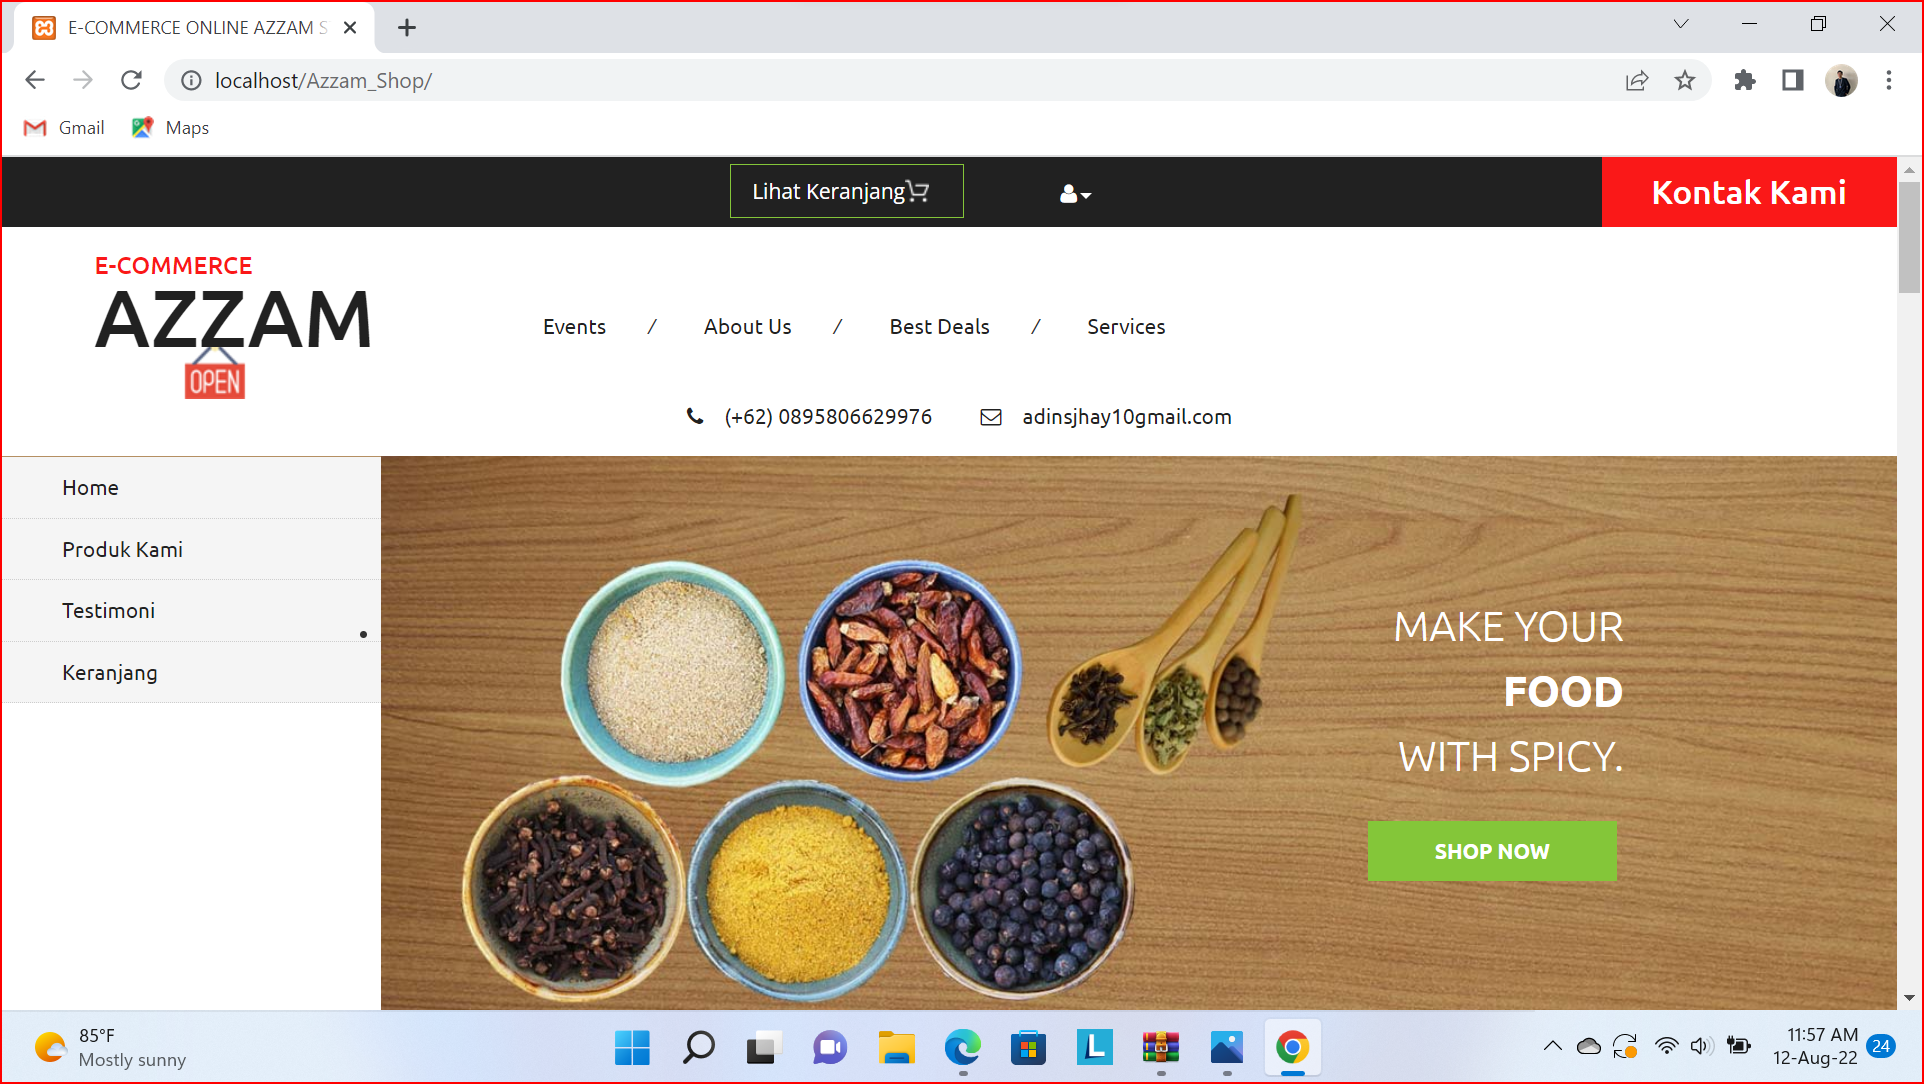 E-COMMERCE ONLINE AZZAM S
localhost/Azzam_Shop/
Gmail
Maps
Lihat Keranjang
Kontak Kami
E-COMMERCE
AZZAM
OPEN
Events / About Us / Best Deals / Services
(+62) 0895806629976
adinsjhay10gmail.com
Home
Produk Kami
Testimoni
Keranjang
MAKE YOUR
FOOD
WITH SPICY.
SHOP NOW
85°F
Mostly sunny
L
11:57 AM
12-Aug-22
24